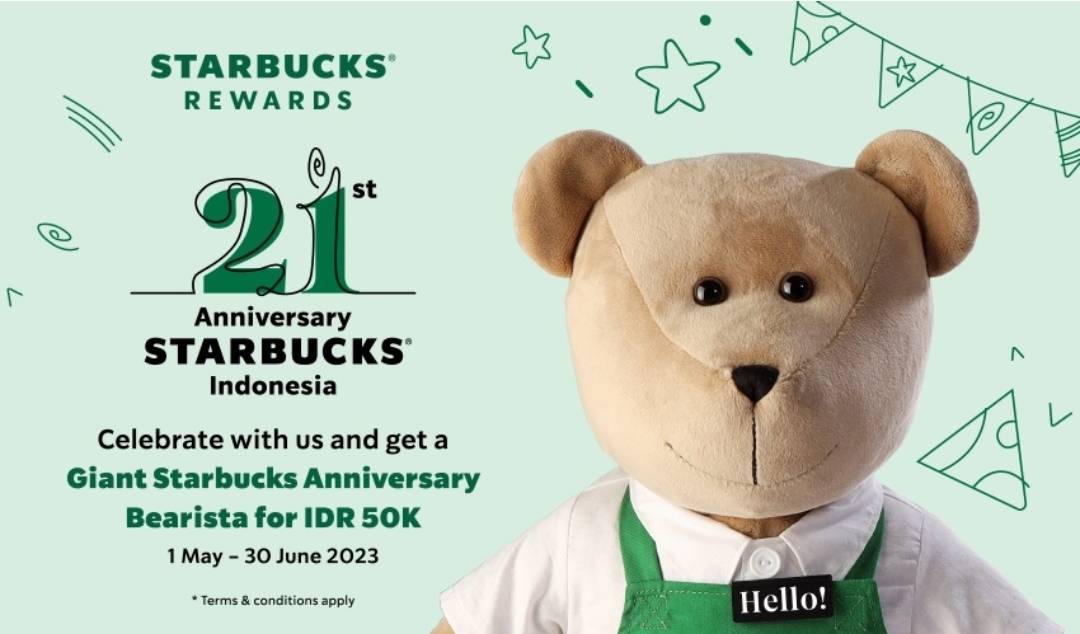 STARBUCKS®
REWARDS
21st
Anniversary
STARBUCKS®
Indonesia
Celebrate with us and get a
Giant Starbucks Anniversary
Bearista for IDR 50K
1 May – 30 June 2023
* Terms & conditions apply
Hello!